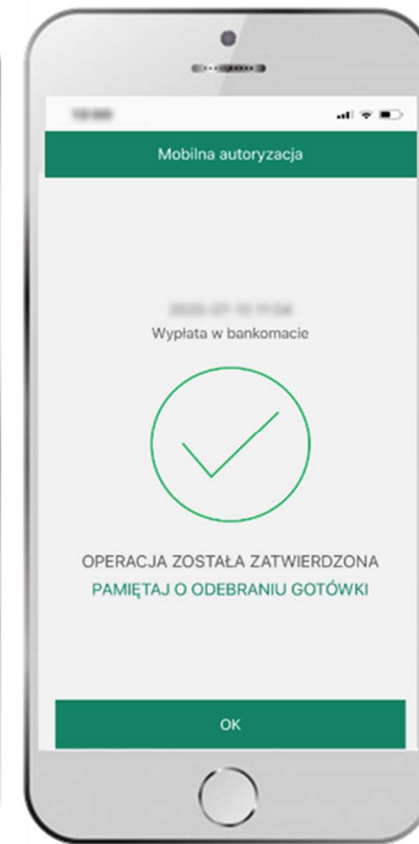 Mobilna autoryzacja
Wypłata w bankomacie
OPERACJA ZOSTAŁA ZATWIERDZONA
PAMIĘTAJ O ODEBRANIU GOTÓWKI
OK